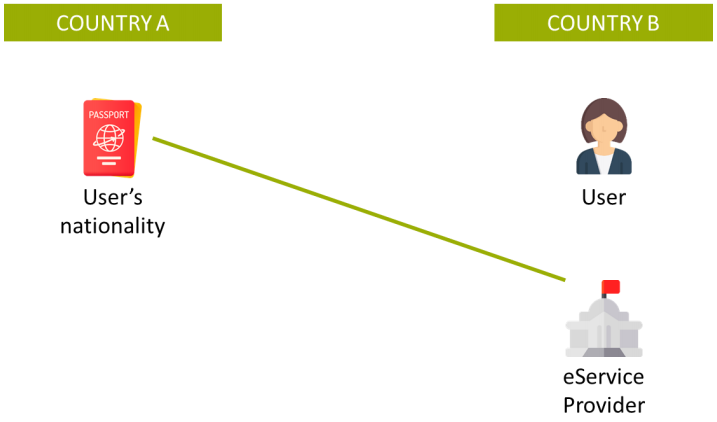 COUNTRY A
COUNTRY B
PASSPORT
User's
nationality
User
eService
Provider